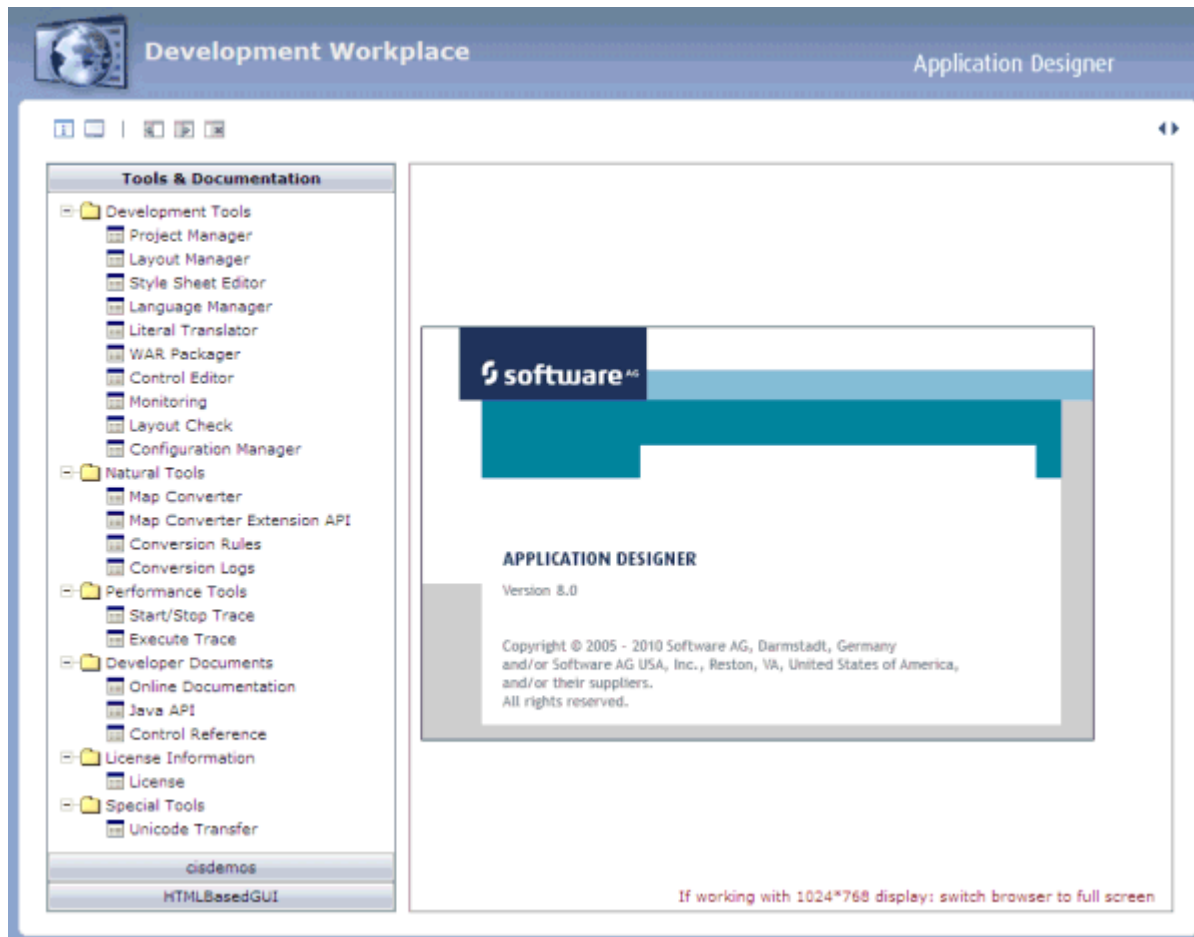 Development Workplace
Application Designer
Tools & Documentation
Development Tools
Project Manager
Layout Manager
Style Sheet Editor
Language Manager
Literal Translator
WAR Packager
Control Editor
Monitoring
Layout Check
Configuration Manager
Natural Tools
Map Converter
Map Converter Extension API
Conversion Rules
Conversion Logs
Performance Tools
Start/Stop Trace
Execute Trace
Developer Documents
Online Documentation
Java API
Control Reference
License Information
License
Special Tools
Unicode Transfer
cisdemos
HTMLBasedGUI
software AG
APPLICATION DESIGNER
Version 8.0
Copyright © 2005 - 2010 Software AG, Darmstadt, Germany
and/or Software AG USA, Inc., Reston, VA, United States of America,
and/or their suppliers.
All rights reserved.
If working with 1024*768 display: switch browser to full screen